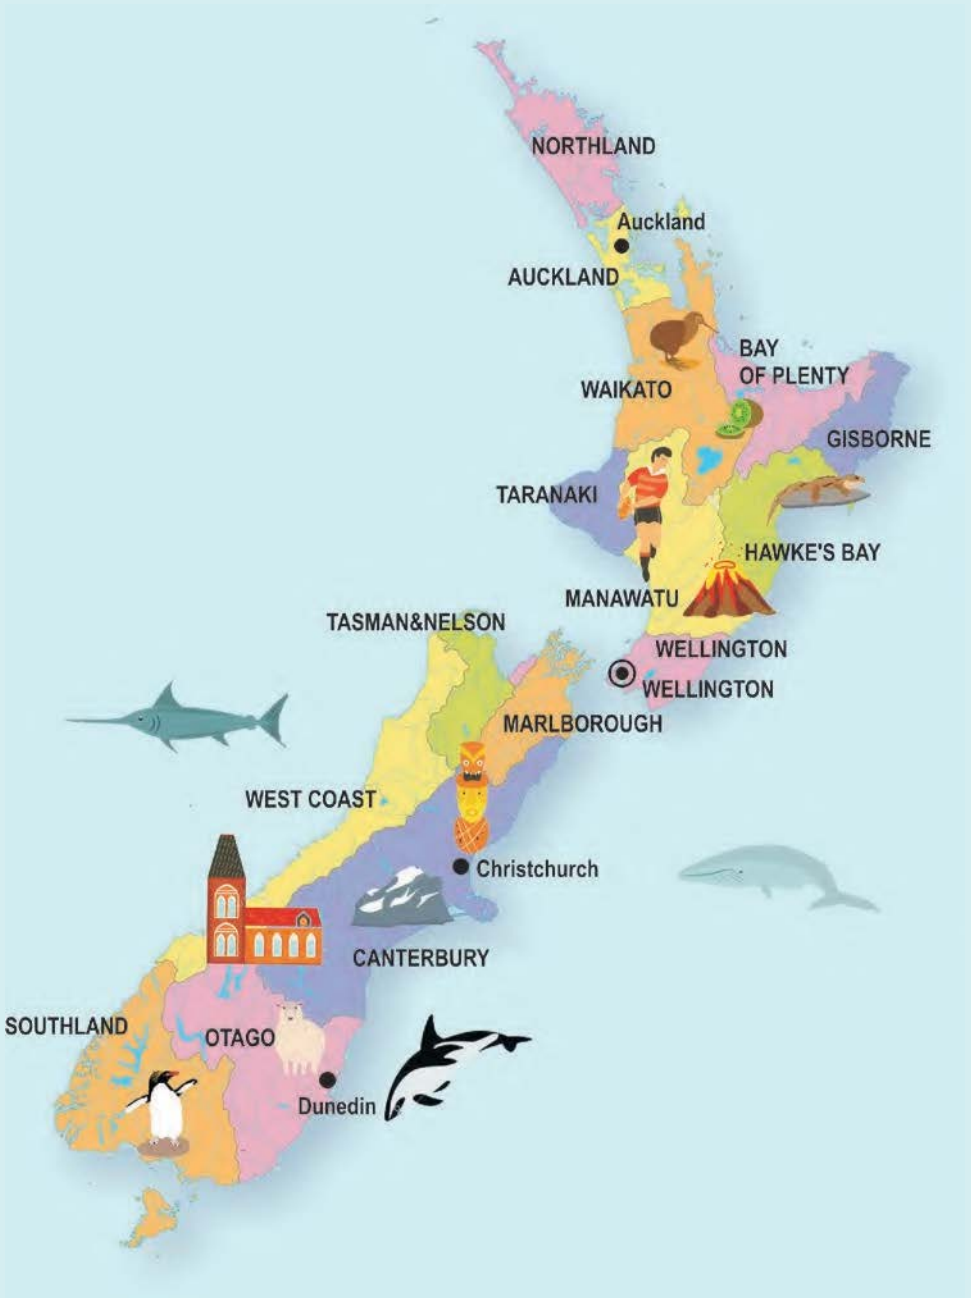 NORTHLAND
Auckland
AUCKLAND
BAY
OF PLENTY
WAIKATO
GISBORNE
TARANAKI
HAWKE'S BAY
MANAWATU
TASMAN&NELSON
WELLINGTON
WELLINGTON
MARLBOROUGH
WEST COAST
Christchurch
CANTERBURY
SOUTHLAND
OTAGO
Dunedin